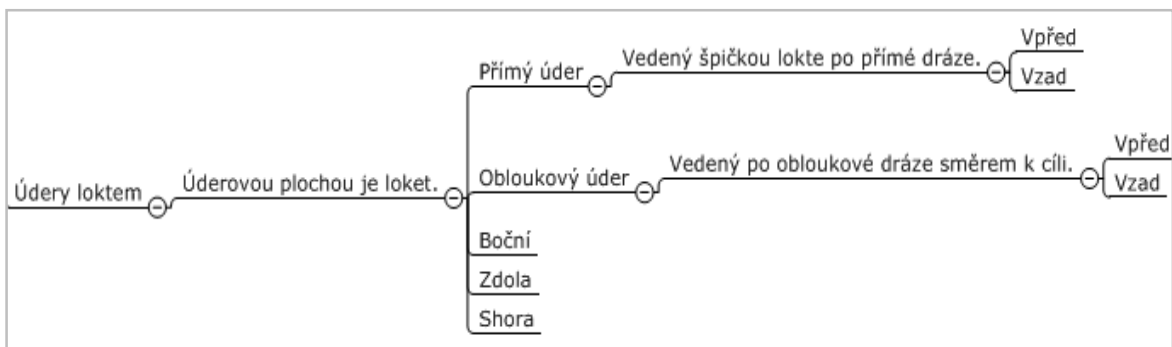 Údery loktem
Úderovou plochou je loket.
Přímý úder
Vedený špičkou lokte po přímé dráze.
Vpřed
Vzad
Obloukový úder
Vedený po obloukové dráze směrem k cíli.
Vpřed
Vzad
Boční
Zdola
Shora